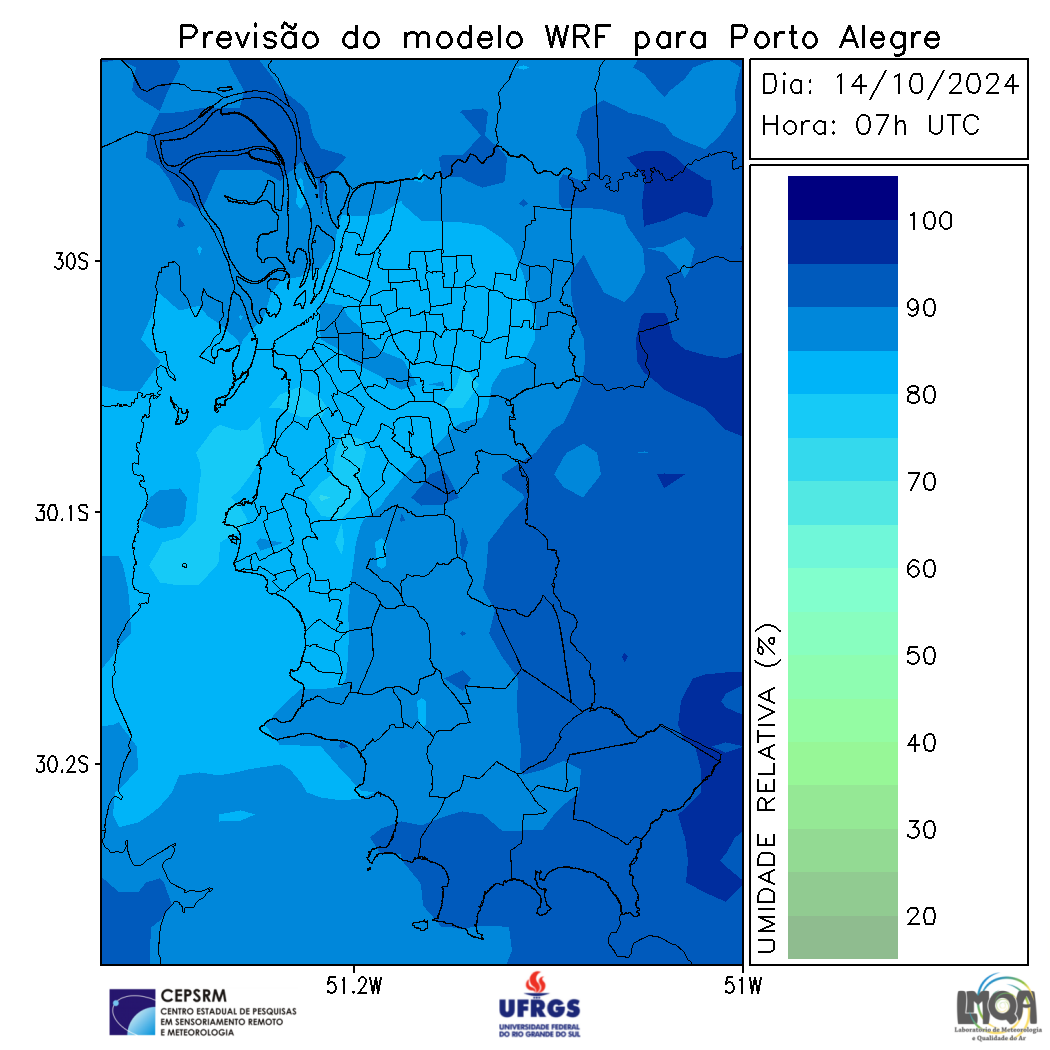 Previsão do modelo WRF para Porto Alegre
Dia: 14/10/2024
Hora: 07h UTC
30S
30.1S
30.2S
51.2W
51W
UMIDADE RELATIVA (%)
100
90
80
70
60
50
40
30
20
CEPSRM
CENTRO ESTADUAL DE PESQUISAS
EM SENSORIAMENTO REMOTO
E METEOROLOGIA
UFRGS
UNIVERSIDADE FEDERAL
DO RIO GRANDE DO SUL
LMQA
Laboratório de Meteorologia
e Qualidade do Ar